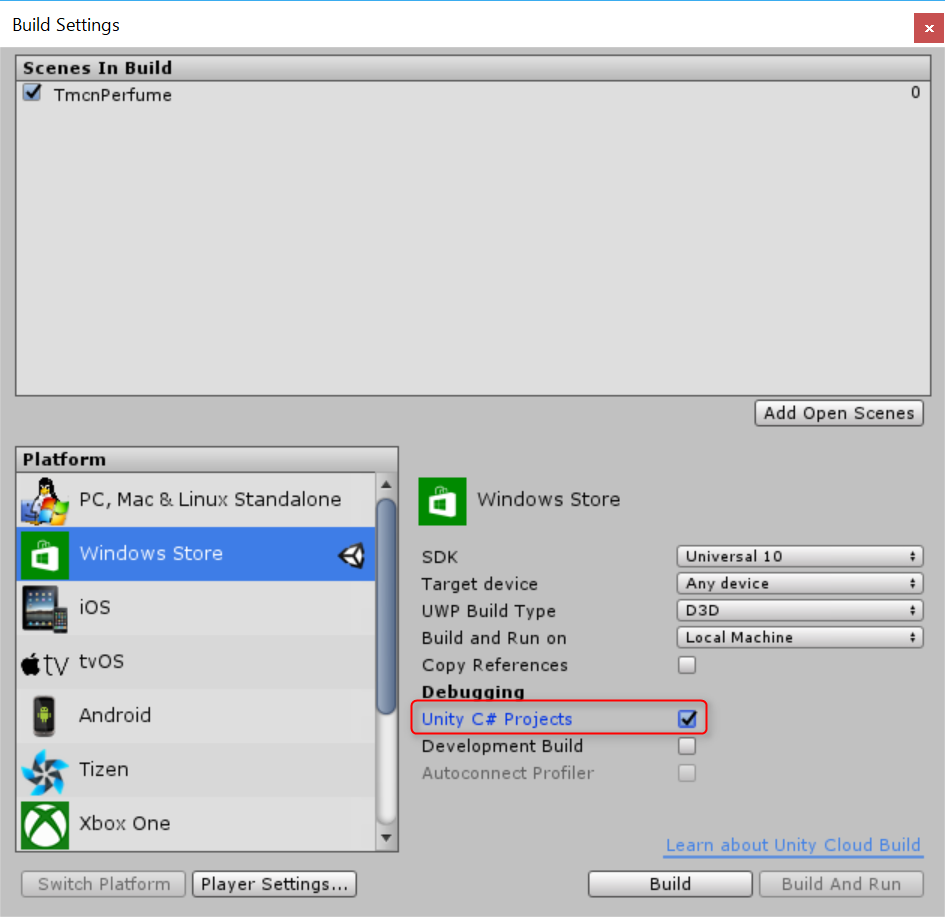 Build Settings
Scenes In Build
TmcnPerfume 0
Add Open Scenes
Platform
PC, Mac & Linux Standalone
Windows Store
iOS
tv tvOS
Android
Tizen
Xbox One
Windows Store
SDK Universal 10
Target device Any device
UWP Build Type D3D
Build and Run on Local Machine
Copy References
Debugging
Unity C# Projects
Development Build
Autoconnect Profiler
Learn about Unity Cloud Build
Switch Platform Player Settings... Build Build And Run